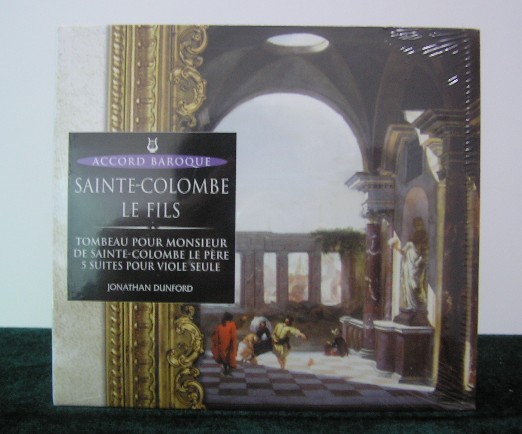 ACCORD BAROQUE
SAINTE-COLOMBE
LE FILS
TOMBEAU POUR MONSIEUR
DE SAINTE-COLOMBE LE PÈRE
5 SUITES POUR VIOLE SEULE
JONATHAN DUNFORD